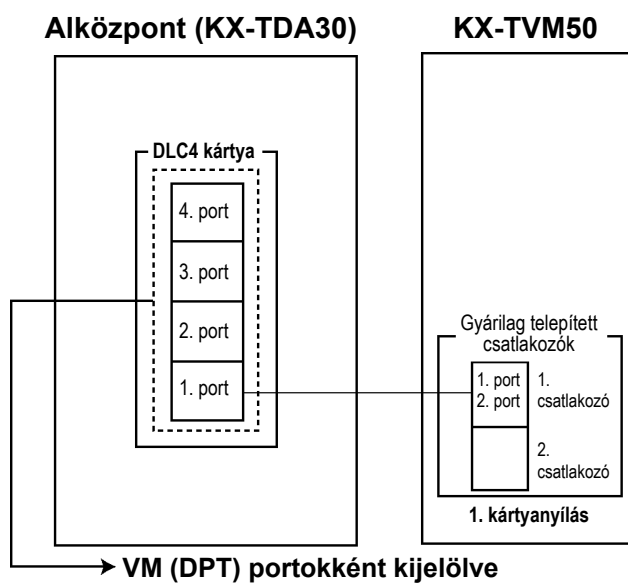 Alközpont (KX-TDA30)
KX-TVM50
DLC4 kártya
4. port
3. port
2. port
1. port
Gyárilag telepített
csatlakozók
1. port
2. port
1.
csatlakozó
2.
csatlakozó
1. kártyanyílás
VM (DPT) portokként kijelölve